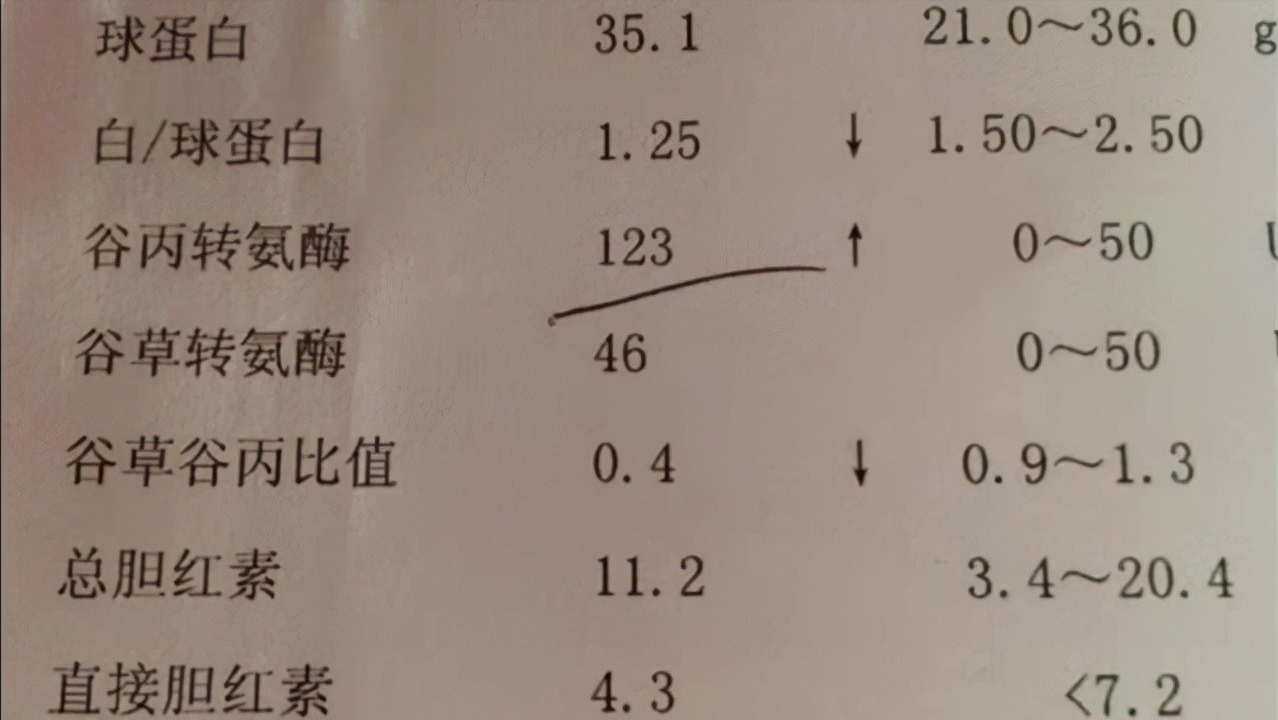 球蛋白 35.1 21.0～36.0 g
白/球蛋白 1.25 ↓ 1.50～2.50
谷丙转氨酶 123 ↑ 0～50
谷草转氨酶 46 0～50
谷草谷丙比值 0.4 ↓ 0.9～1.3
总胆红素 11.2 3.4～20.4
直接胆红素 4.3 <7.2